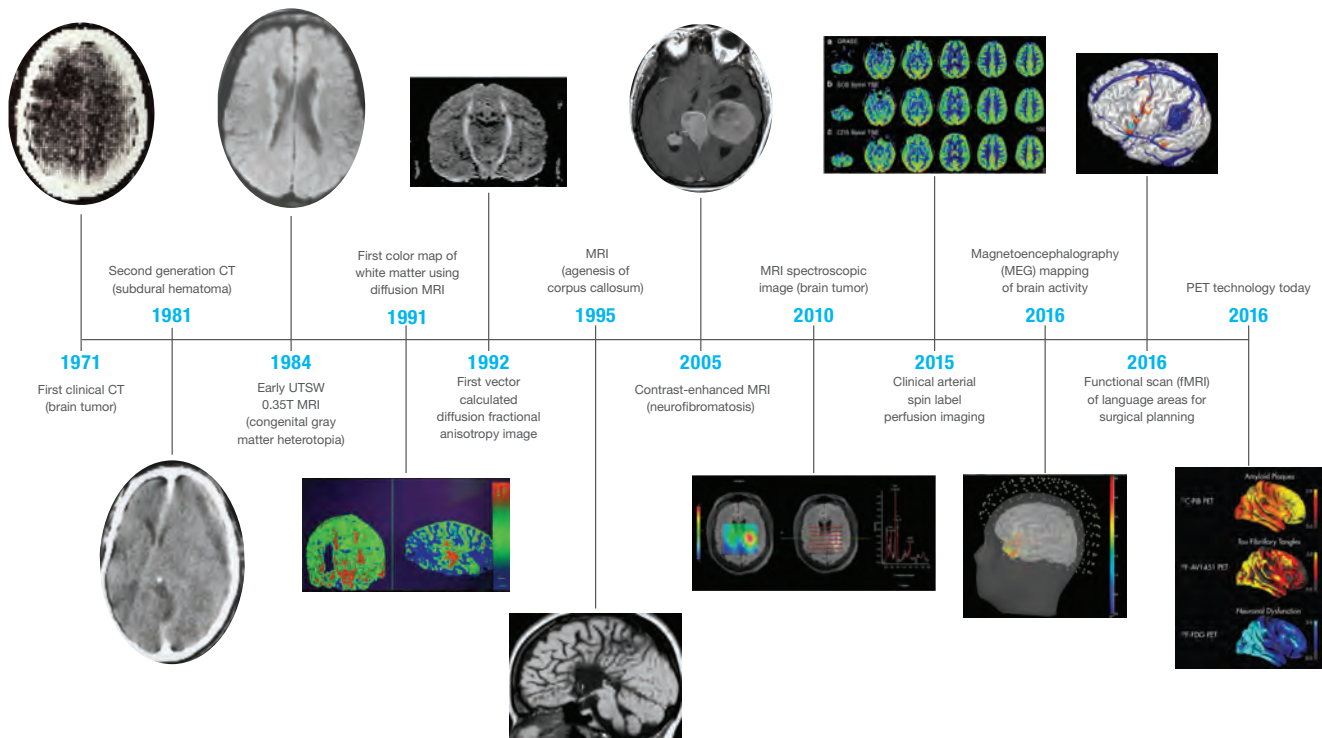 GRASE
Second generation CT
(subdural hematoma)
1981
First color map of
white matter using
diffusion MRI
1991
MRI
(agenesis of
corpus callosum)
1995
MRI spectroscopic
image (brain tumor)
2010
Magnetoencephalography
(MEG) mapping
of brain activity
2016
PET technology today
2016
1971
First clinical CT
(brain tumor)
1984
Early UTSW
0.35T MRI
(congenital gray
matter heterotopia)
1992
First vector
calculated
diffusion fractional
anisotropy image
2005
Contrast-enhanced MRI
(neurofibromatosis)
2015
Clinical arterial
spin label
perfusion imaging
2016
Functional scan (fMRI)
of language areas for
surgical planning
Amyloid Plaques
PET
Tau Fibrillary Tangles
PET
Neuronal Dysfunction
PET